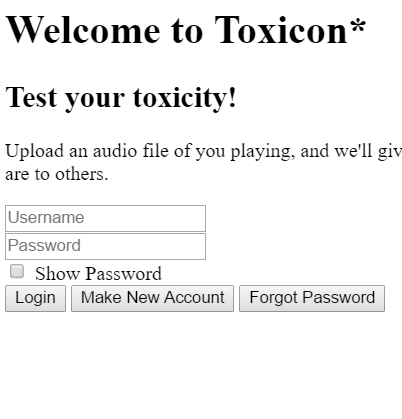 Welcome to Toxicon*
Test your toxicity!
Upload an audio file of you playing, and we'll giv
are to others.
Username
Password
Show Password
Login Make New Account Forgot Password